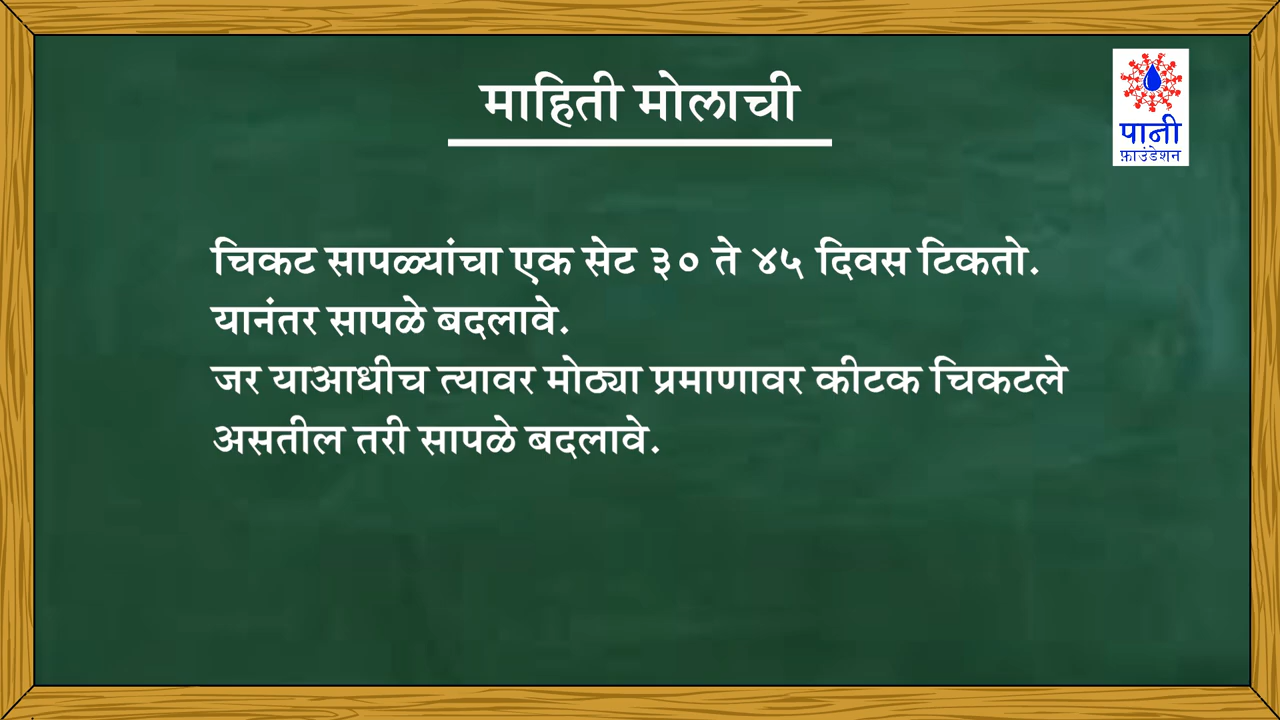 माहिती मोलाची
पानी
फ़ाउंडेशन
चिकट सापळ्यांचा एक सेट ३० ते ४५ दिवस टिकतो.
यानंतर सापळे बदलावे.
जर याआधीच त्यावर मोठ्या प्रमाणावर कीटक चिकटले
असतील तरी सापळे बदलावे.